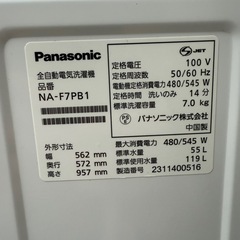 Panasonic
全自動電気洗濯機
品番
NA-F7PB1
JET
定格電圧 100 V
定格周波数 50/60 Hz
電動機定格消費電力 480/545 W
定格時間 洗いのみ 14 分
標準洗濯容量 7.0 kg
パナソニック株式会社
中国製
外形寸法
幅 562 mm
奥行 572 mm
高さ 957 mm
最大消費電力 480/545 W
標準水量 55 L
標準使用水量 119 L
2311400516